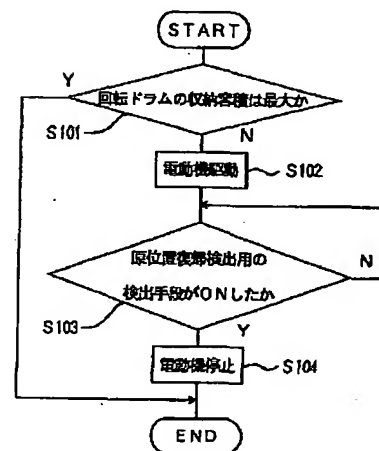 START
Y
回転ドラムの収納容積は最大か
S101
N
電動機駆動
S102
原位置復帰検出用の
検出手段がONしたか
N
S103
Y
電動機停止
S104
END